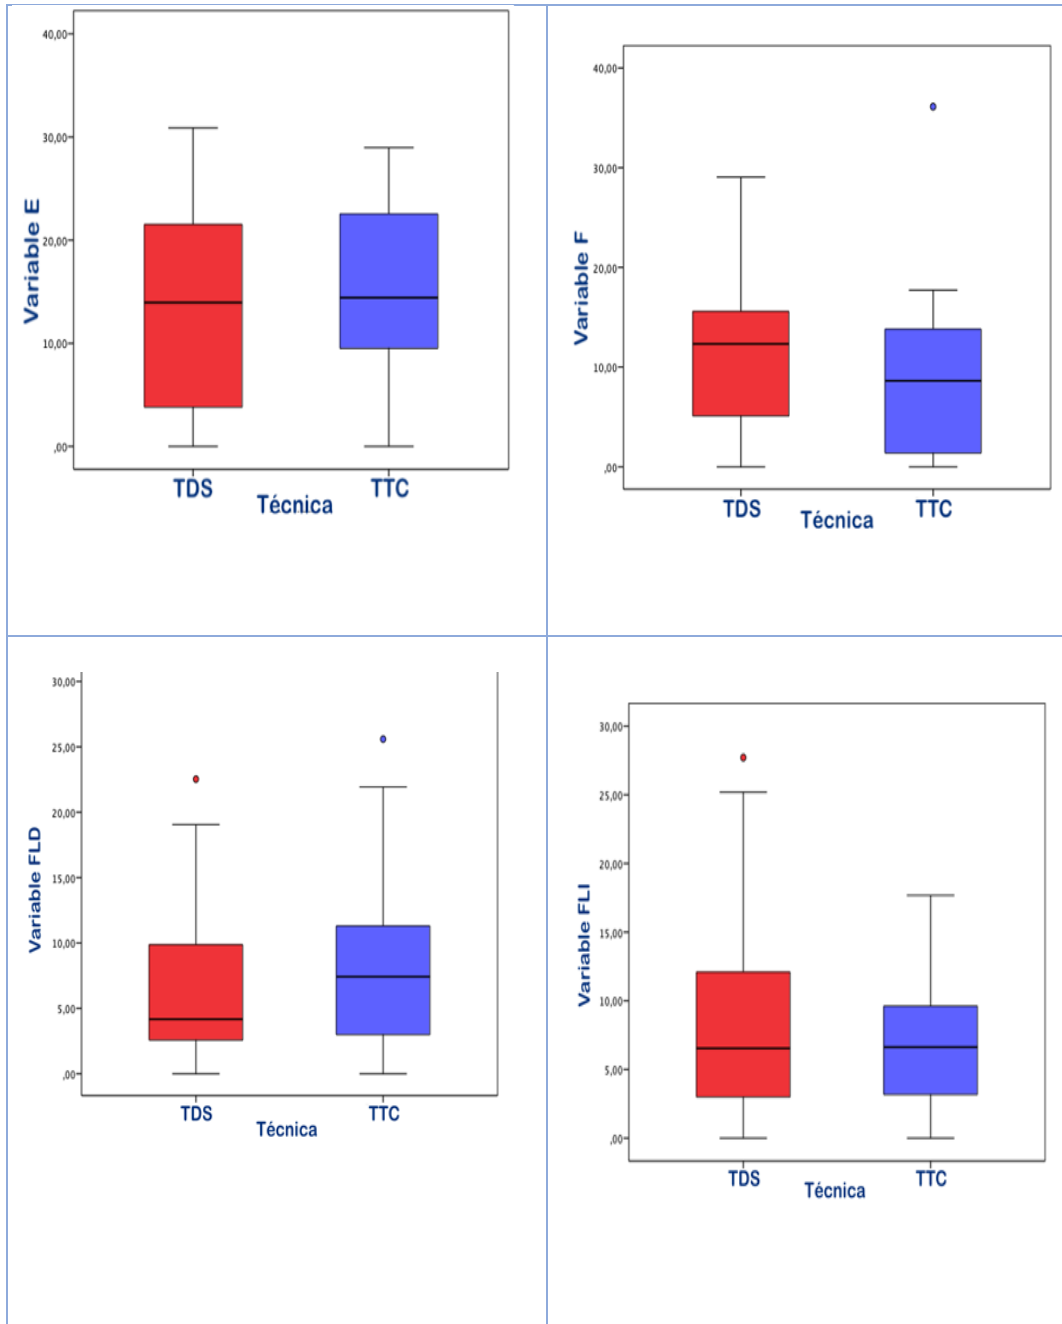 40,00
30,00
20,00
10,00
,00
Variable E
TDS
TTC
Técnica
40,00
30,00
20,00
10,00
,00
Variable F
TDS
TTC
Técnica
30,00
25,00
20,00
15,00
10,00
5,00
,00
Variable FLD
TDS
TTC
Técnica
30,00
25,00
20,00
15,00
10,00
5,00
,00
Variable FLI
TDS
TTC
Técnica